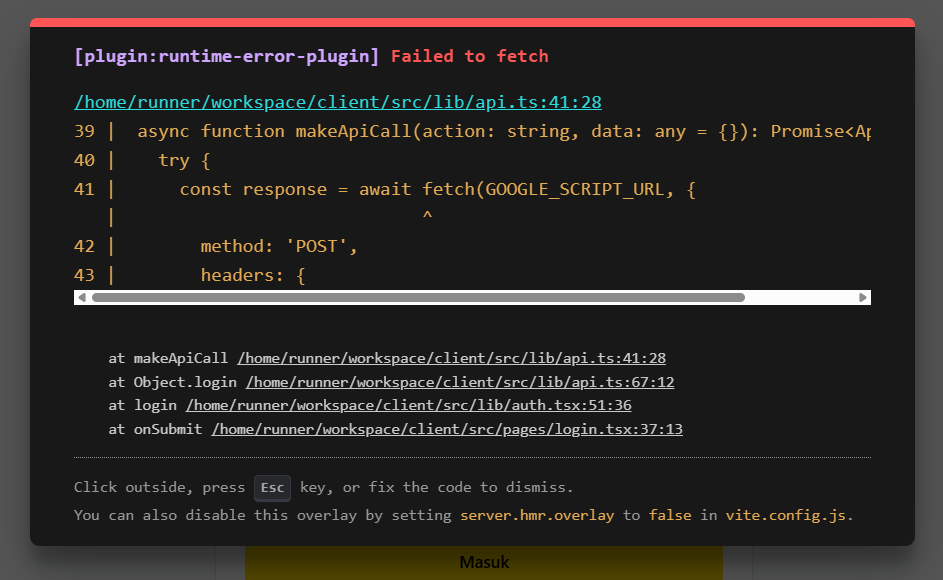 [plugin:runtime-error-plugin] Failed to fetch
/home/runner/workspace/client/src/lib/api.ts:41:28
39 |  async function makeApiCall(action: string, data: any = {}): Promise<Ap
40 |    try {
41 |      const response = await fetch(GOOGLE_SCRIPT_URL, {
   |                             ^
42 |        method: 'POST',
43 |        headers: {
at makeApiCall /home/runner/workspace/client/src/lib/api.ts:41:28
at Object.login /home/runner/workspace/client/src/lib/api.ts:67:12
at login /home/runner/workspace/client/src/lib/auth.tsx:51:36
at onSubmit /home/runner/workspace/client/src/pages/login.tsx:37:13
Click outside, press Esc key, or fix the code to dismiss.
You can also disable this overlay by setting server.hmr.overlay to false in vite.config.js.
Masuk